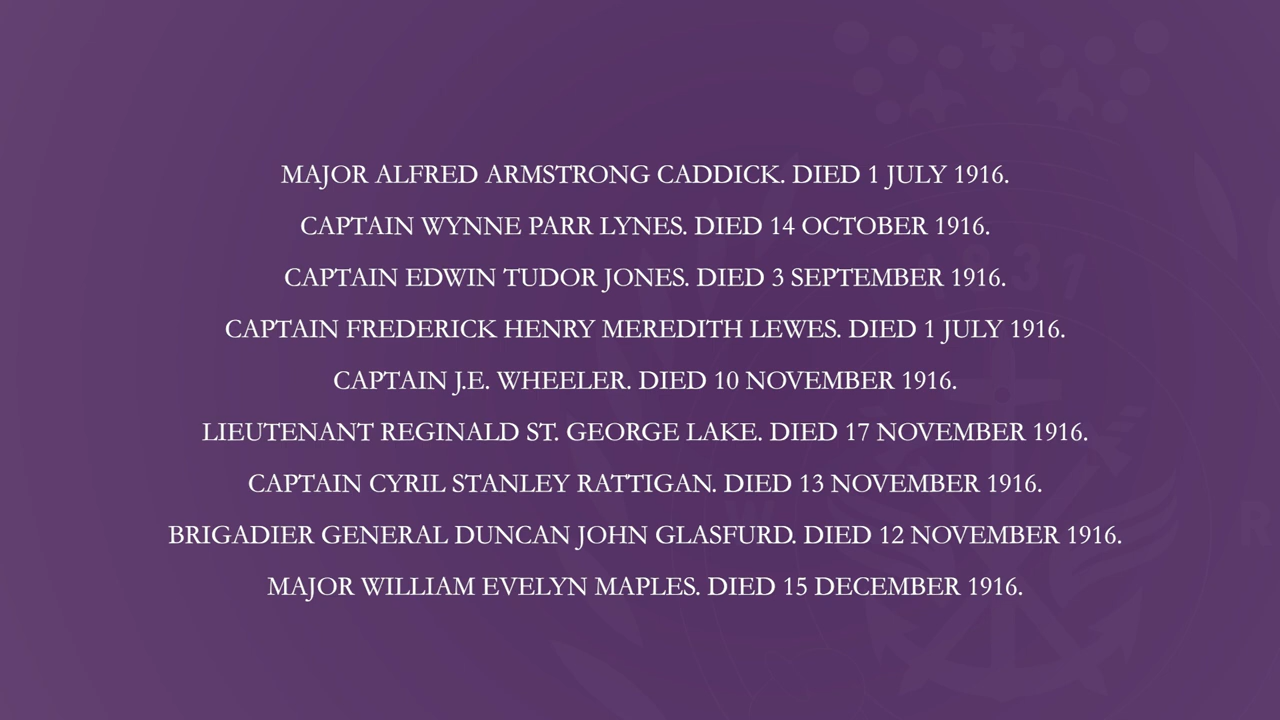 1831
MAJOR ALFRED ARMSTRONG CADDICK. DIED 1 JULY 1916.
CAPTAIN WYNNE PARR LYNES. DIED 14 OCTOBER 1916.
CAPTAIN EDWIN TUDOR JONES. DIED 3 SEPTEMBER 1916.
CAPTAIN FREDERICK HENRY MEREDITH LEWES. DIED 1 JULY 1916.
CAPTAIN J.E. WHEELER. DIED 10 NOVEMBER 1916.
LIEUTENANT REGINALD ST. GEORGE LAKE. DIED 17 NOVEMBER 1916.
CAPTAIN CYRIL STANLEY RATTIGAN. DIED 13 NOVEMBER 1916.
BRIGADIER GENERAL DUNCAN JOHN GLASFURD. DIED 12 NOVEMBER 1916.
MAJOR WILLIAM EVELYN MAPLES. DIED 15 DECEMBER 1916.